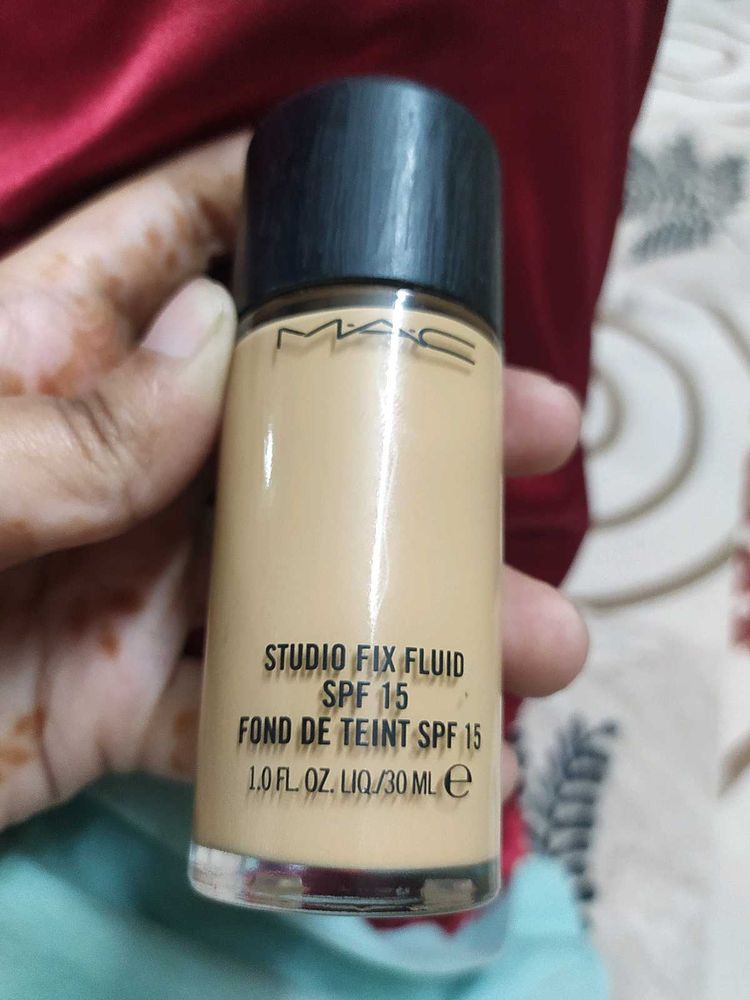 M·A·C
STUDIO FIX FLUID
SPF 15
FOND DE TEINT SPF 15
1.0 FL. OZ. LIQ./30 ML ℮